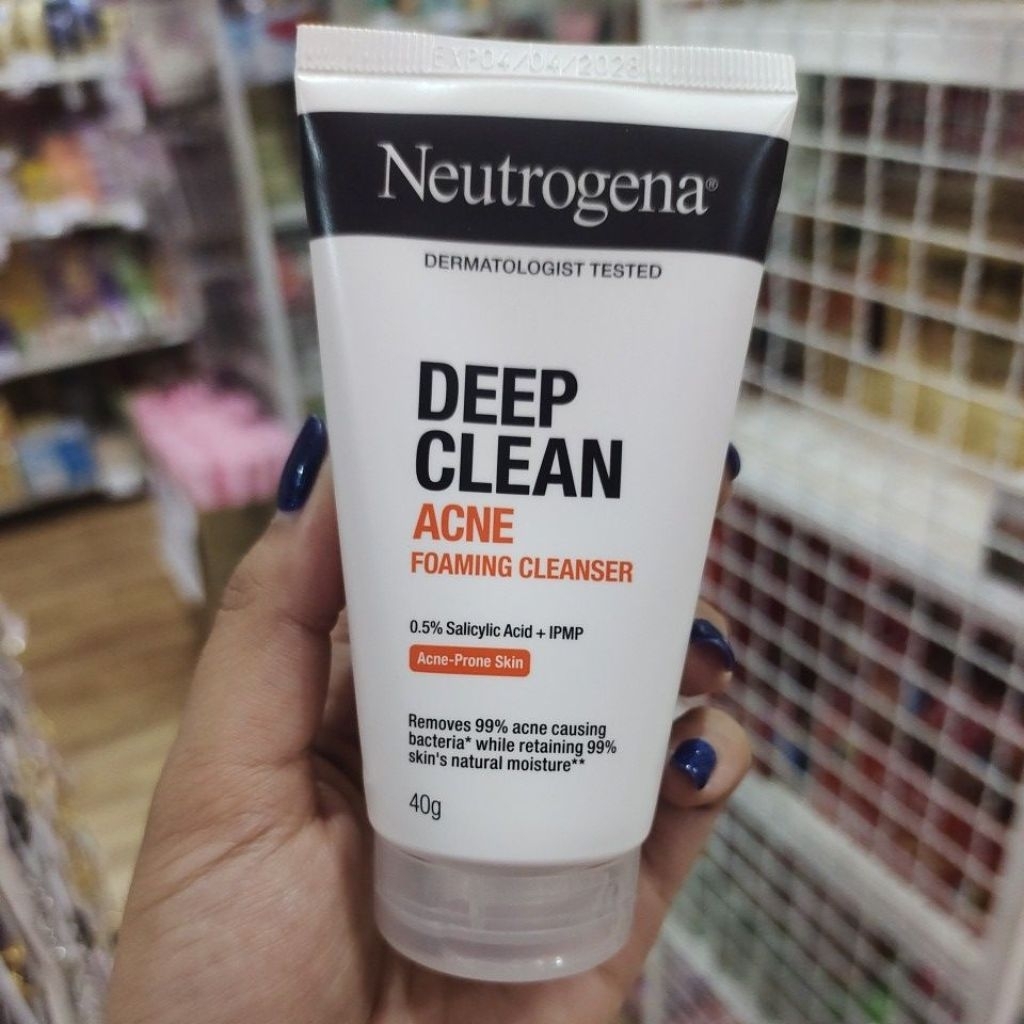 EXP04/04/2028
Neutrogena®
DERMATOLOGIST TESTED
DEEP
CLEAN
ACNE
FOAMING CLEANSER
0.5% Salicylic Acid + IPMP
Acne-Prone Skin
Removes 99% acne causing
bacteria* while retaining 99%
skin's natural moisture**
40g